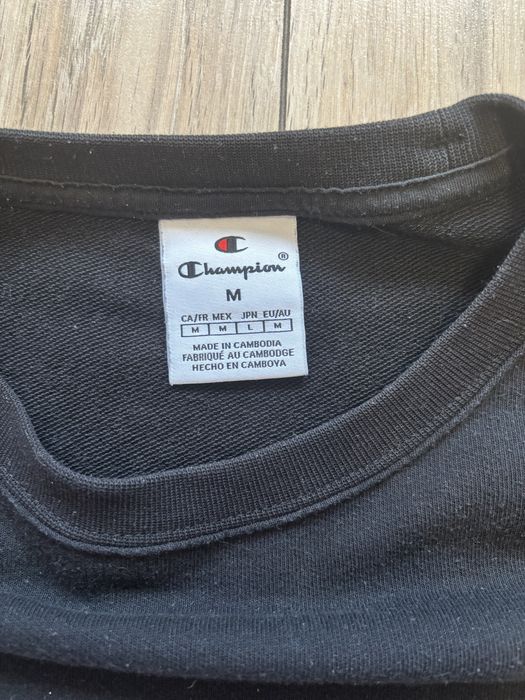 Champion®
M
CA/FR MEX JPN EU/AU
M M L M
MADE IN CAMBODIA
FABRIQUÉ AU CAMBODGE
HECHO EN CAMBOYA